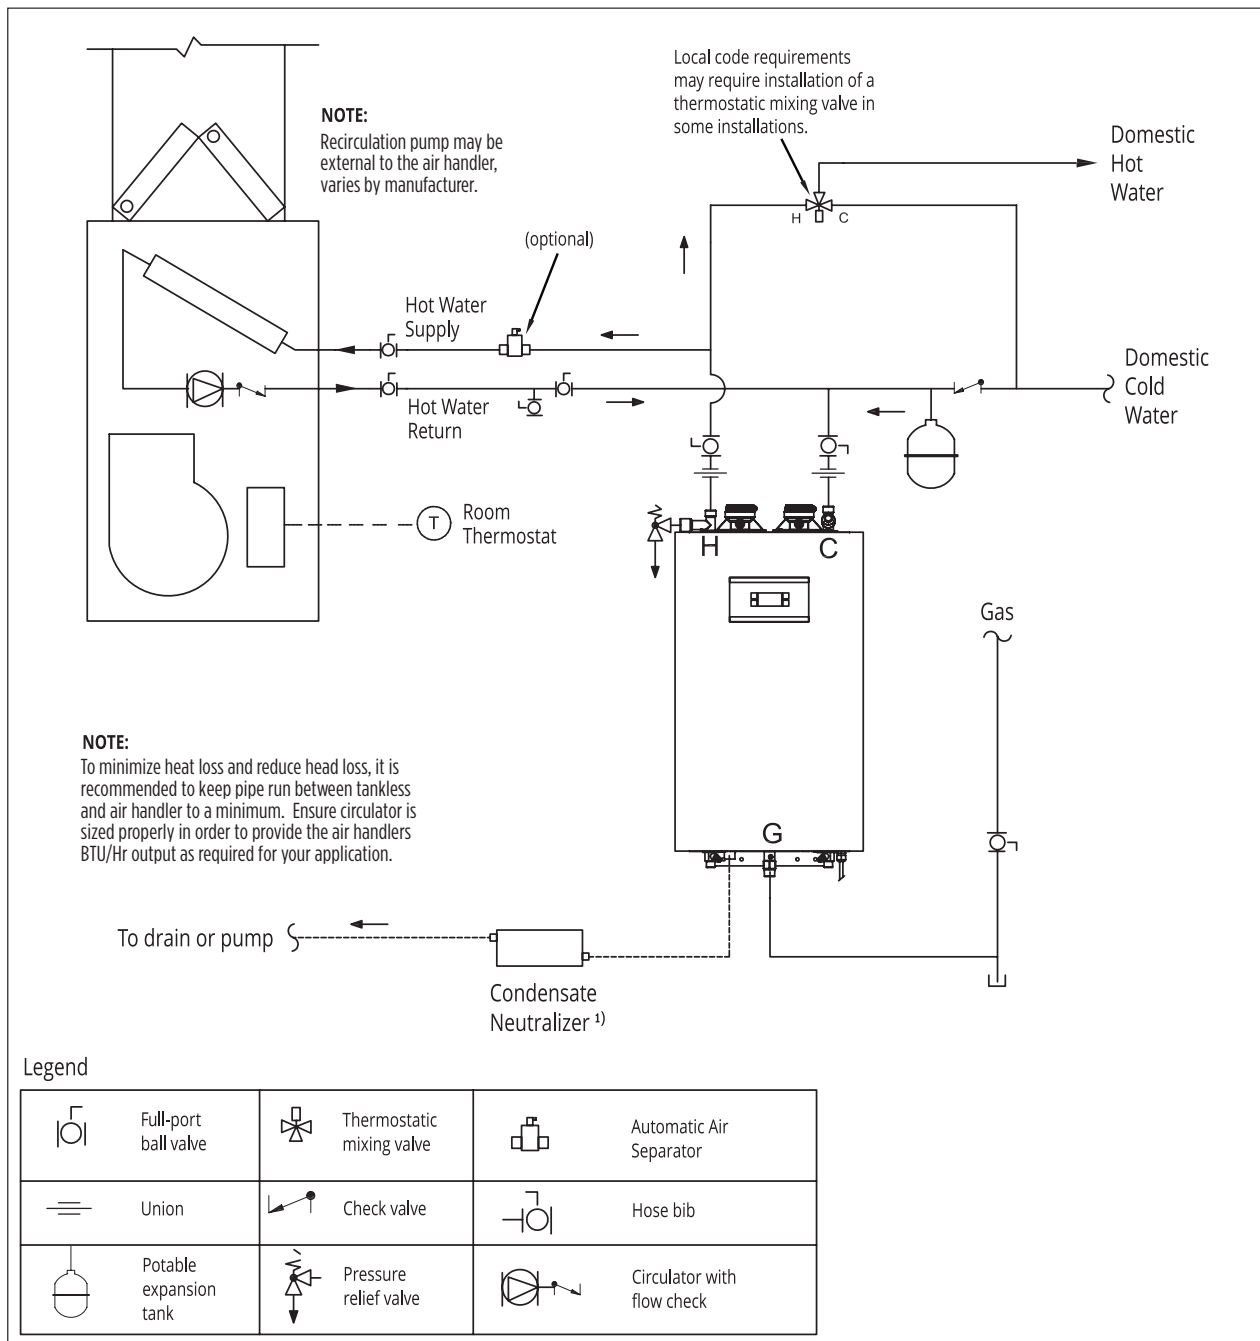 Local code requirements
may require installation of a
thermostatic mixing valve in
some installations.
NOTE:
Recirculation pump may be
external to the air handler,
varies by manufacturer.
Domestic
Hot
Water
H
C
(optional)
Hot Water
Supply
Domestic
Cold
Water
Hot Water
Return
T
Room
Thermostat
H
C
Gas
NOTE:
To minimize heat loss and reduce head loss, it is
recommended to keep pipe run between tankless
and air handler to a minimum. Ensure circulator is
sized properly in order to provide the air handlers
BTU/Hr output as required for your application.
G
To drain or pump
Condensate
Neutralizer ¹⁾
Legend
Full-port
ball valve
Thermostatic
mixing valve
Automatic Air
Separator
Union
Check valve
Hose bib
Potable
expansion
tank
Pressure
relief valve
Circulator with
flow check